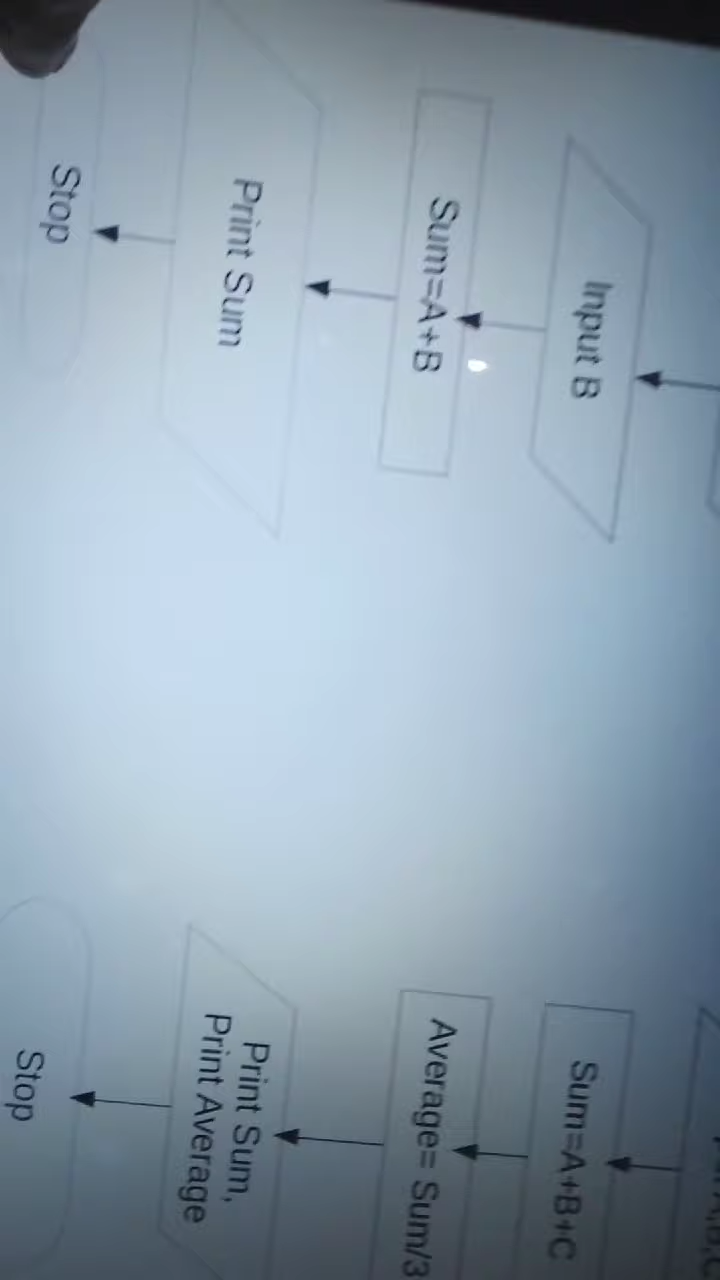 Input B
Sum=A+B
Print Sum
Stop
Sum=A+B+C
Average= Sum/3
Print Sum,
Print Average
Stop